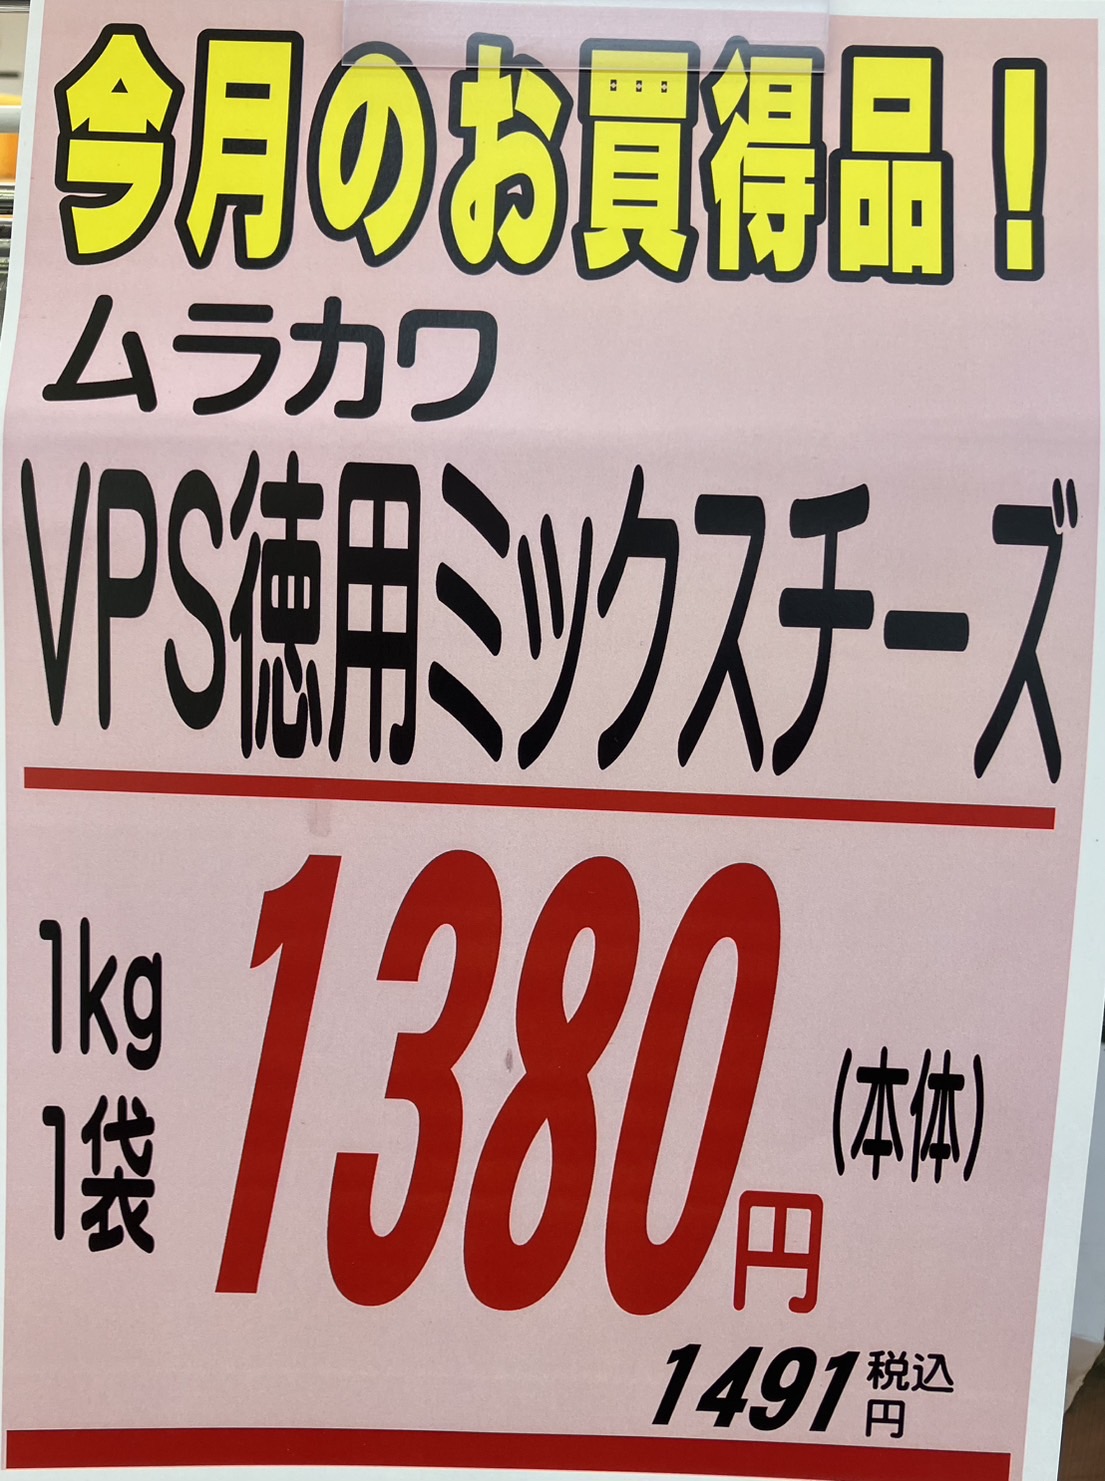 今月のお買得品！
ムラカワ
VPS徳用ミックスチーズ
1kg
1袋
1380円
(本体)
1491円
税込